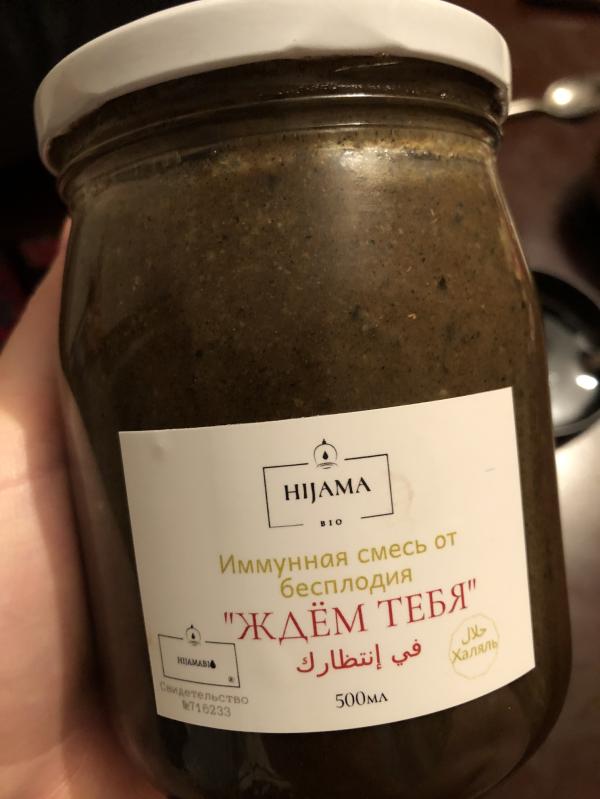 HIJAMA
BIO
Иммунная смесь от
бесплодия
"ЖДЁМ ТЕБЯ"
في إنتظارك
حلال
Халяль
HIJAMABIO
®
Свидетельство
№716233
500мл